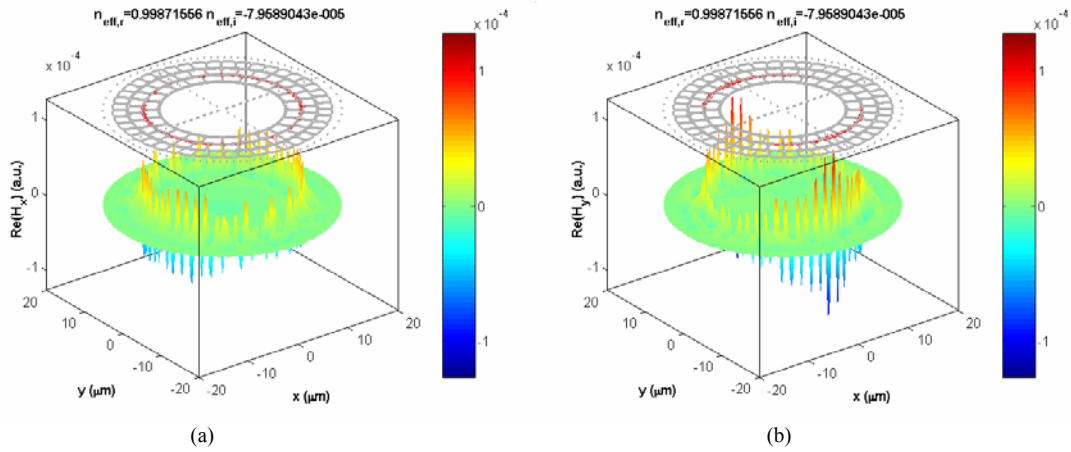 n_eff,r=0.99871556 n_eff,i=-7.9589043e-005
x 10^-4
1
0
-1
Re(H_x) (a.u.)
20
10
0
-10
-20
y (μm)
-20
-10
0
10
20
x (μm)
x 10^-4
1
0
-1
(a)
n_eff,r=0.99871556 n_eff,i=-7.9589043e-005
x 10^-4
1
0
-1
Re(H_y) (a.u.)
20
10
0
-10
-20
y (μm)
-20
-10
0
10
20
x (μm)
x 10^-4
1
0
-1
(b)